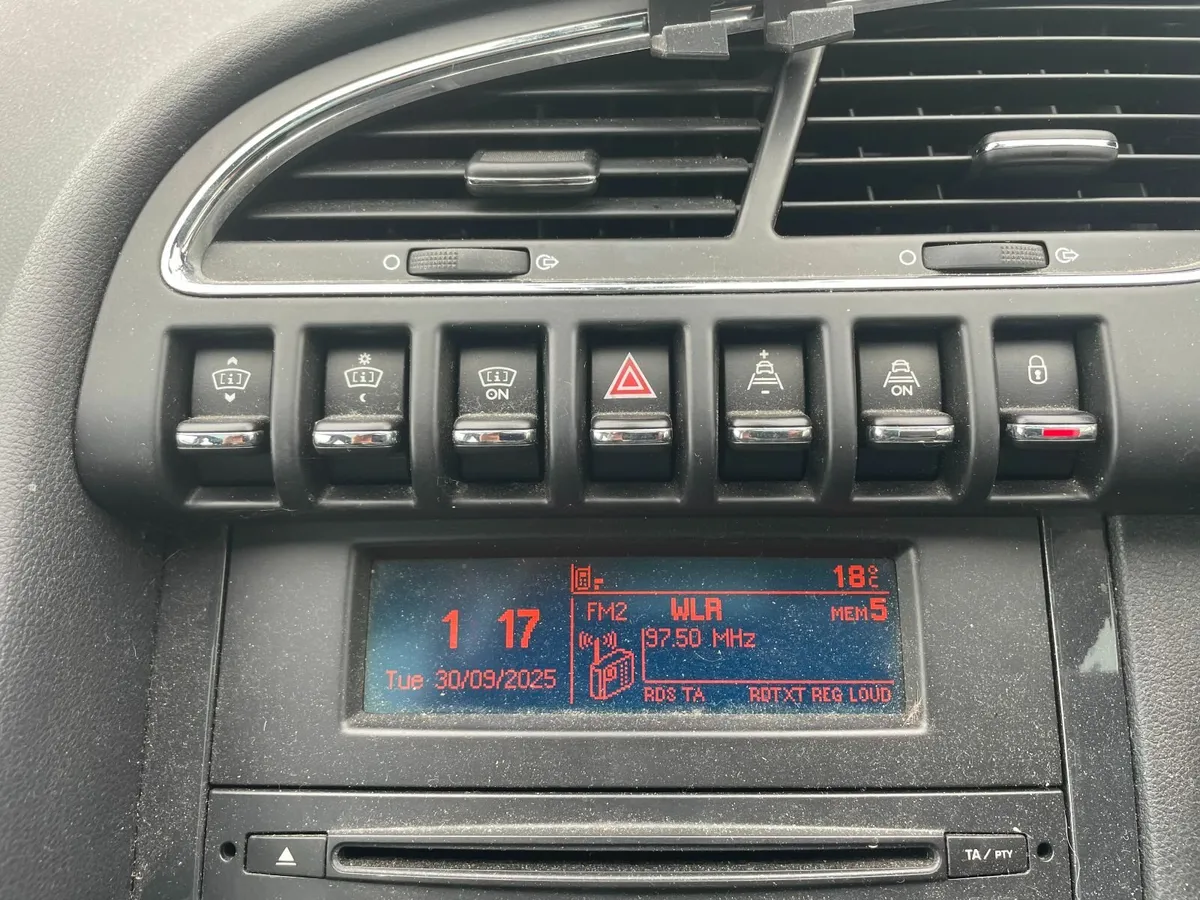 ON
ON
18°C
FM2 WLR MEM5
1 17
97.50 MHz
Tue 30/09/2025
RDS TA RDTXT REG LOUD
TA / PTY